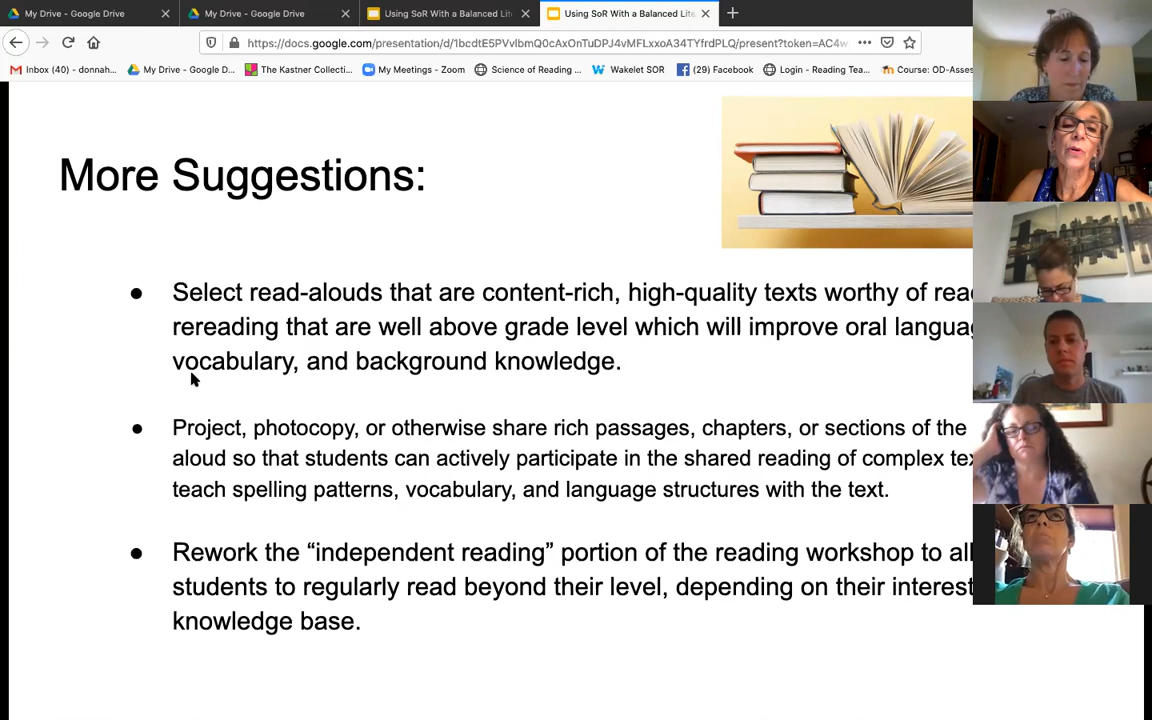 My Drive - Google Drive
My Drive - Google Drive
Using SoR With a Balanced Lite
Using SoR With a Balanced Lite
https://docs.google.com/presentation/d/1bcdtE5PVvlbmQ0cAxOnTuDPJ4vMFLxxoA34TYfrdPLQ/present?token=AC4w
Inbox (40) - donnah...
My Drive - Google D...
The Kastner Collecti...
My Meetings - Zoom
Science of Reading ...
Wakelet SOR
(29) Facebook
Login - Reading Tea...
Course: OD-Asses
More Suggestions:
Select read-alouds that are content-rich, high-quality texts worthy of
rereading that are well above grade level which will improve oral
vocabulary, and background knowledge.
Project, photocopy, or otherwise share rich passages, chapters, or sections of the
aloud so that students can actively participate in the shared reading of complex
teach spelling patterns, vocabulary, and language structures with the text.
Rework the “independent reading” portion of the reading workshop to
students to regularly read beyond their level, depending on their interest
knowledge base.